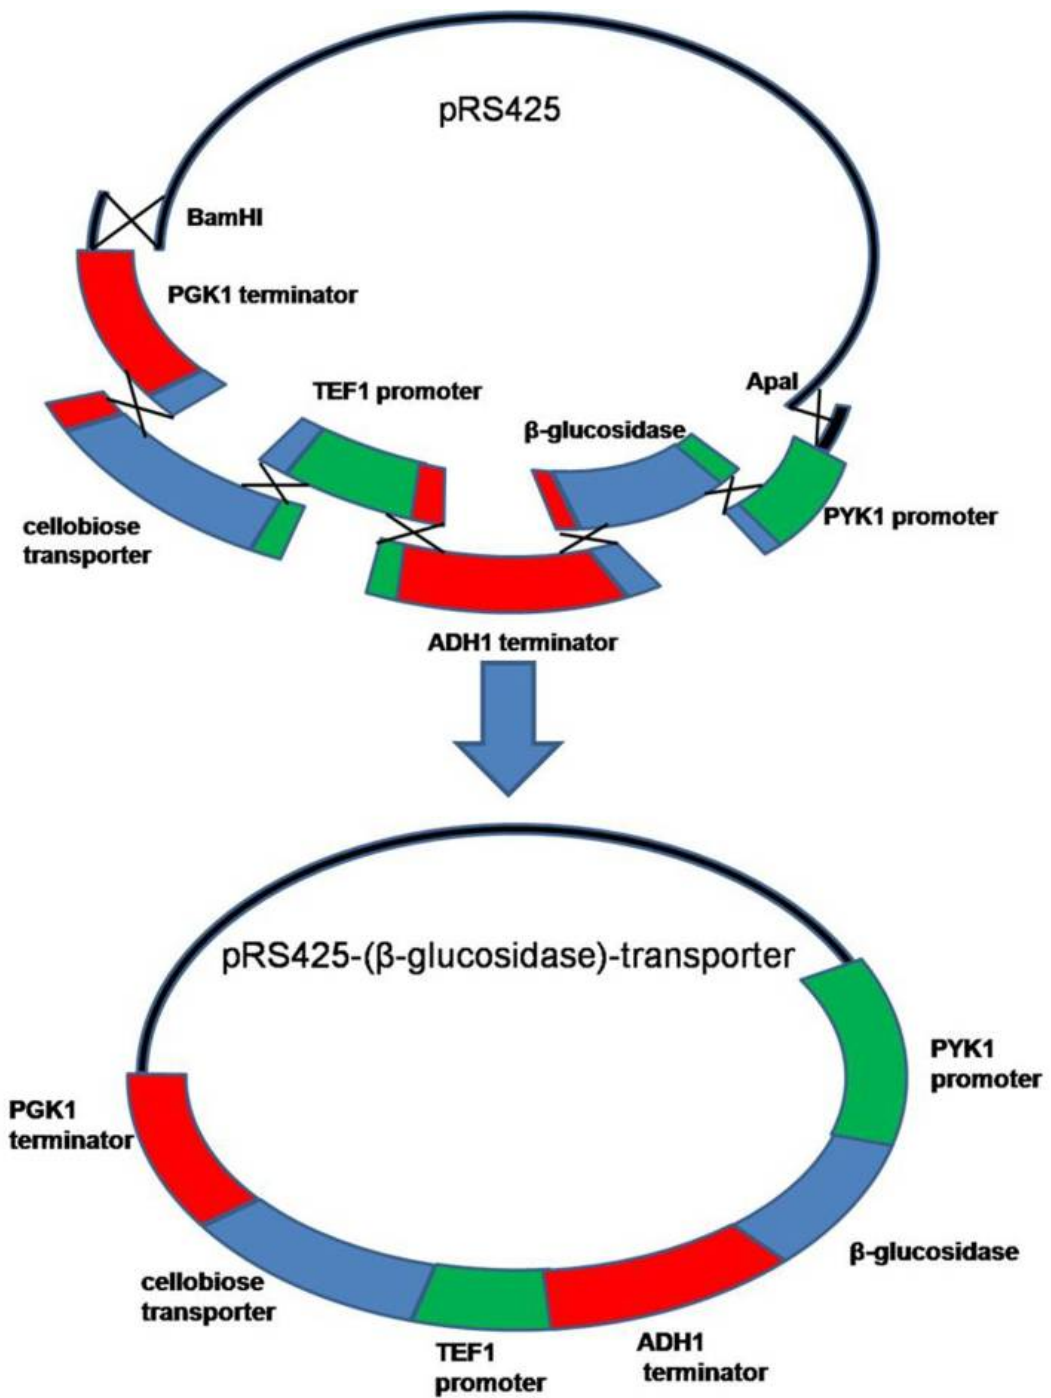 pRS425
BamHI
PGK1 terminator
TEF1 promoter
ApaI
β-glucosidase
cellobiose
transporter
PYK1 promoter
ADH1 terminator
pRS425-(β-glucosidase)-transporter
PYK1
promoter
PGK1
terminator
β-glucosidase
cellobiose
transporter
TEF1
promoter
ADH1
terminator